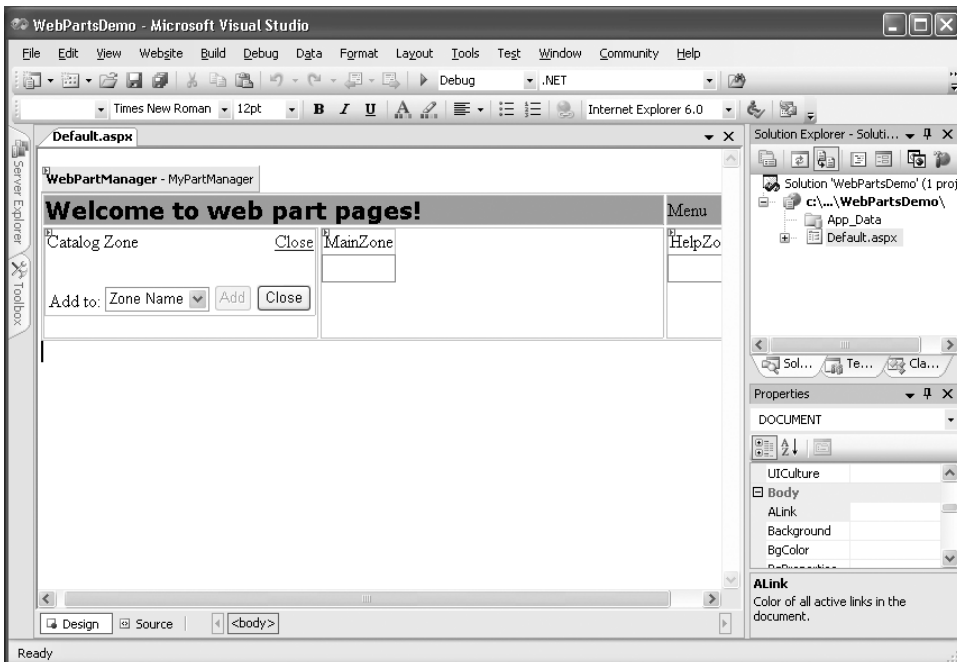 WebPartsDemo - Microsoft Visual Studio
File Edit View Website Build Debug Data Format Layout Tools Test Window Community Help
Debug .NET
Times New Roman 12pt B I U A Internet Explorer 6.0
Server Explorer
Toolbox
Default.aspx
WebPartManager - MyPartManager
Welcome to web part pages! Menu
Catalog Zone Close MainZone HelpZo
Add to: Zone Name Add Close
Design Source <body>
Solution Explorer - Soluti...
Solution 'WebPartsDemo' (1 proj
c:\...\WebPartsDemo\
App_Data
Default.aspx
Sol... Te... Cla...
Properties
DOCUMENT
UICulture
Body
ALink
Background
BgColor
ALink
Color of all active links in the
document.
Ready